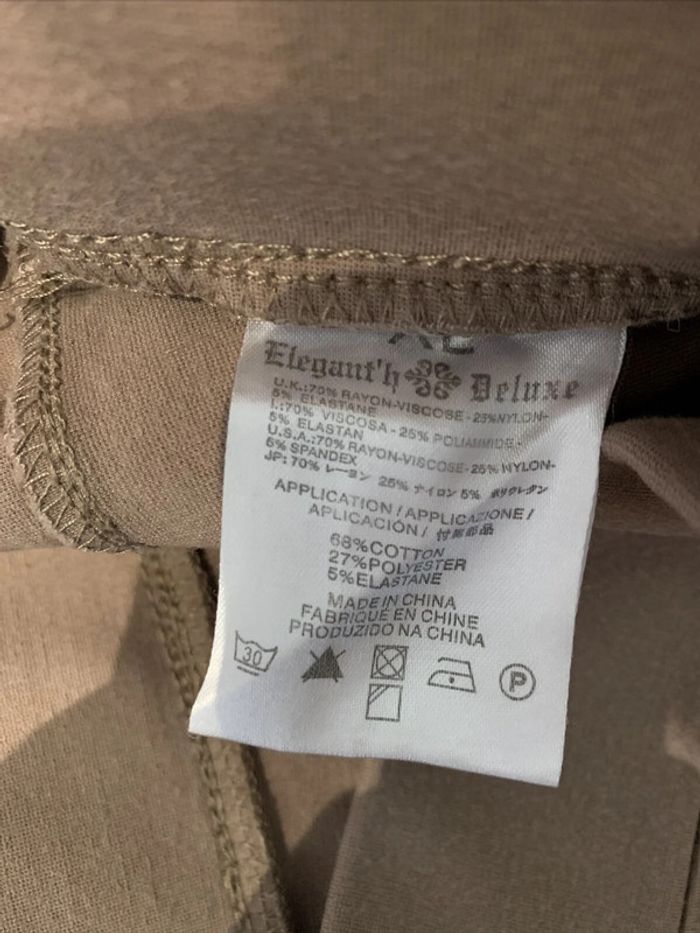 XL
Elegant'h Deluxe
U.K.:70% RAYON-VISCOSE - 25%NYLON-
5% ELASTANE
I.:70% VISCOSA - 25% POLIAMMIDE -
5% ELASTAN
U.S.A.:70% RAYON-VISCOSE-25% NYLON-
5% SPANDEX
JP: 70% レーヨン 25% ナイロン 5% ポリウレタン
APPLICATION / APPLICAZIONE /
APLICACIÓN / 付属部品
68%COTTON
27%POLYESTER
5%ELASTANE
MADE IN CHINA
FABRIQUÉ EN CHINE
PRODUZIDO NA CHINA
30
P